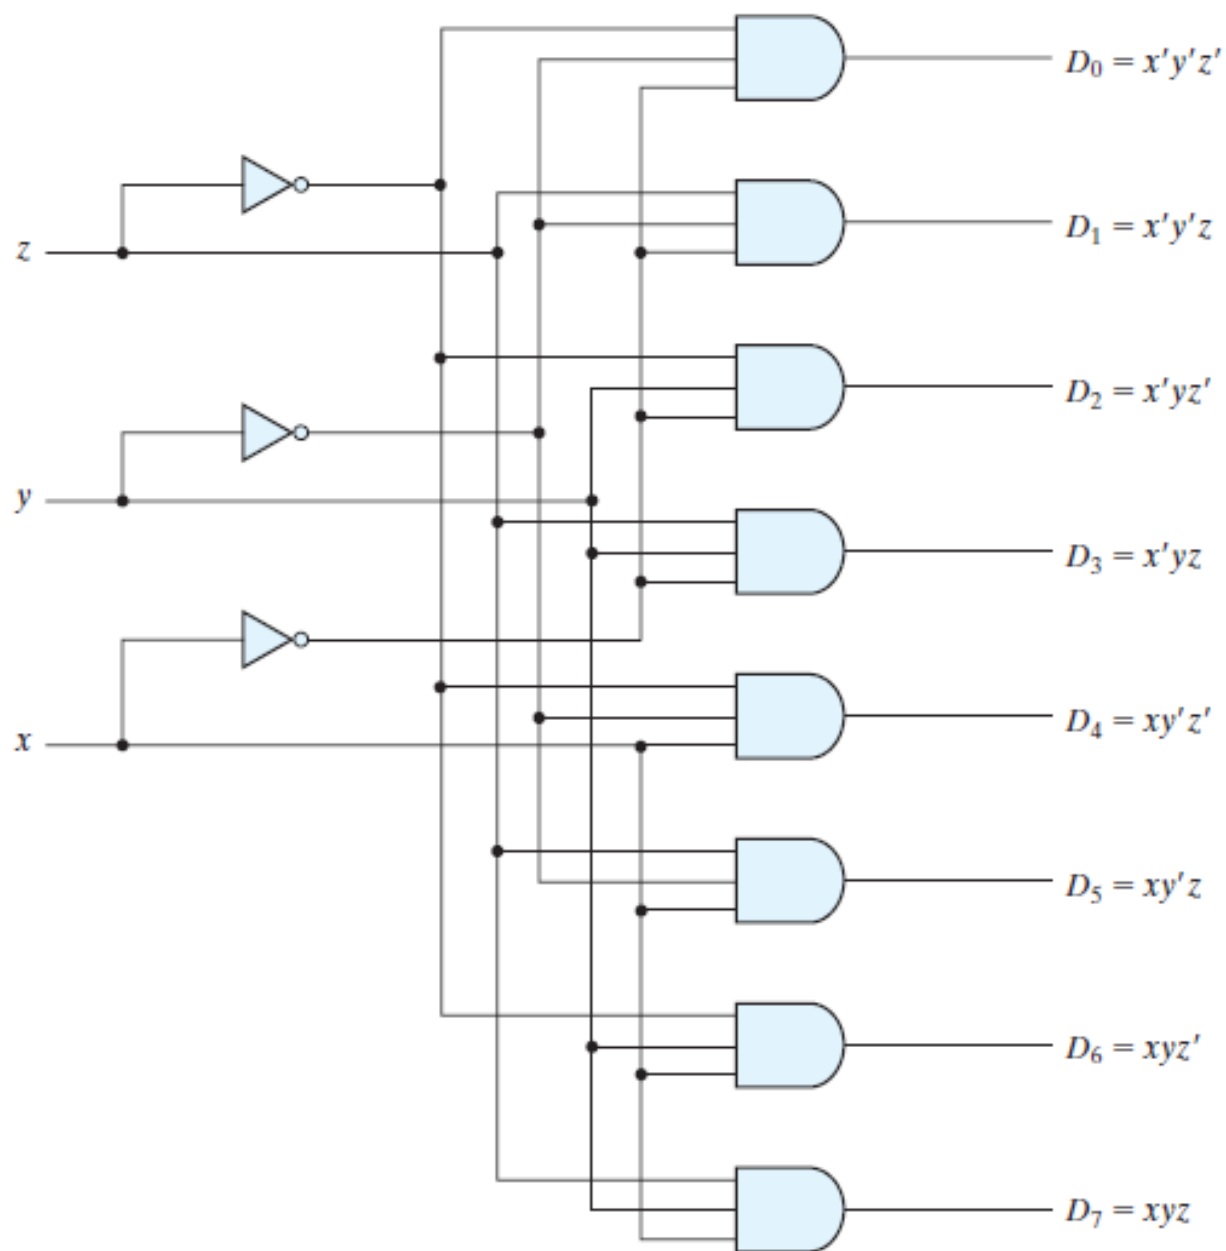 D₀ = x′y′z′
D₁ = x′y′z
z
D₂ = x′yz′
y
D₃ = x′yz
x
D₄ = xy′z′
D₅ = xy′z
D₆ = xyz′
D₇ = xyz